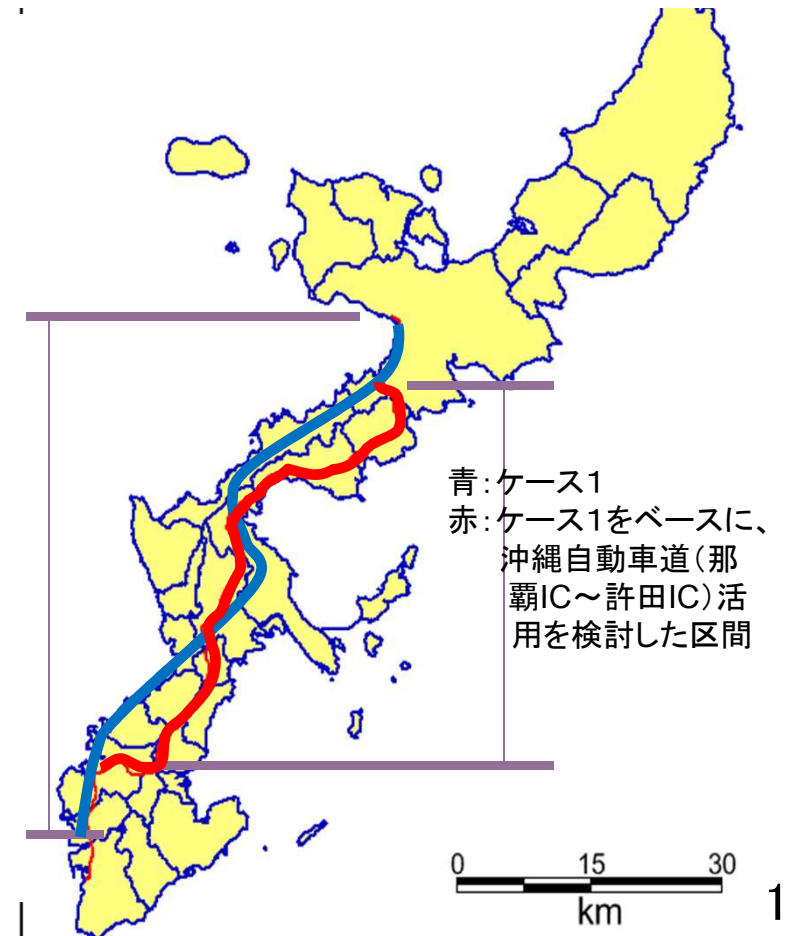 青：ケース１
赤：ケース１をベースに、
沖縄自動車道（那
覇IC～許田IC）活
用を検討した区間
0 15 30
km
1